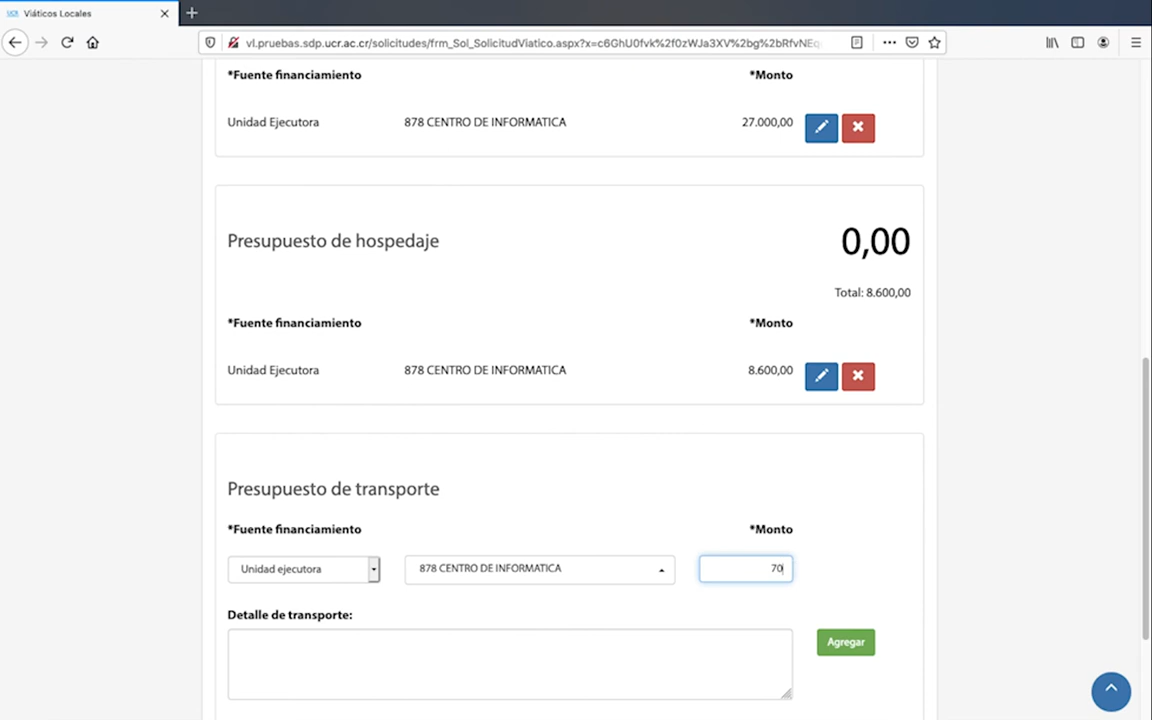 UCR Viáticos Locales
vl.pruebas.sdp.ucr.ac.cr/solicitudes/frm_Sol_SolicitudViatico.aspx?x=c6GhU0fvk%2f0zWJa3XV%2bg%2bRfvNEq
*Fuente financiamiento *Monto
Unidad Ejecutora 878 CENTRO DE INFORMATICA 27.000,00
Presupuesto de hospedaje 0,00
Total: 8.600,00
*Fuente financiamiento *Monto
Unidad Ejecutora 878 CENTRO DE INFORMATICA 8.600,00
Presupuesto de transporte
*Fuente financiamiento *Monto
Unidad ejecutora 878 CENTRO DE INFORMATICA 70
Detalle de transporte:
Agregar